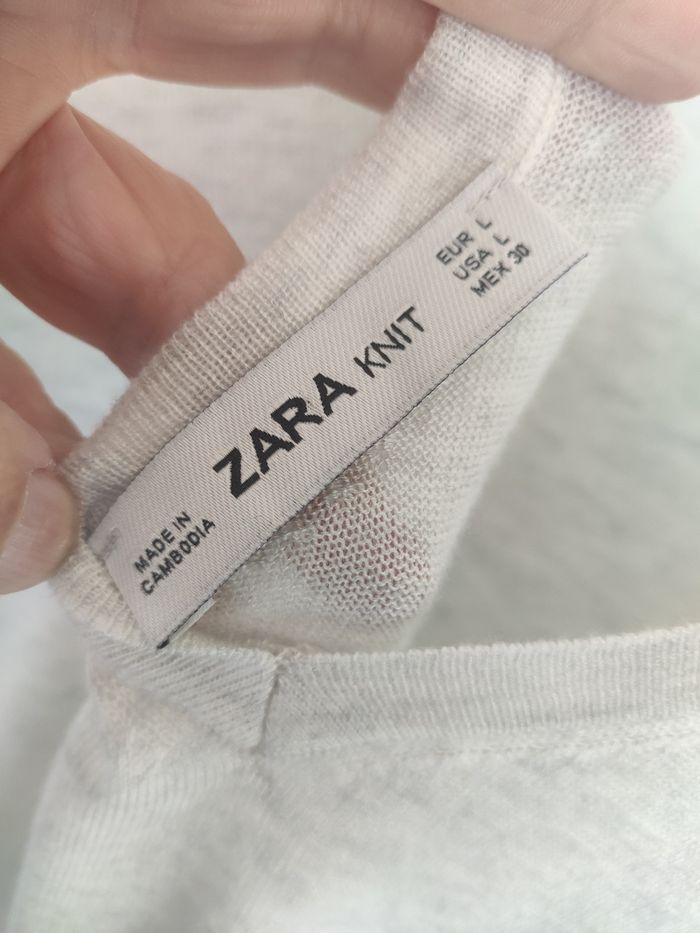 MADE IN
CAMBODIA
ZARA KNIT
EUR L
USA L
MEX 30